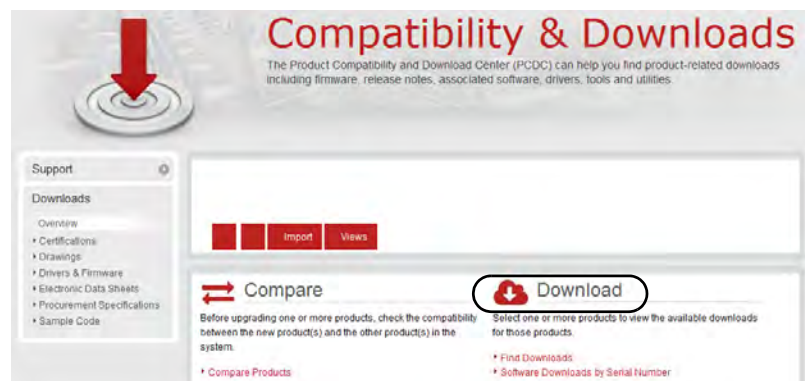 Compatibility & Downloads
The Product Compatibility and Download Center (PCDC) can help you find product-related downloads
including firmware, release notes, associated software, drivers, tools and utilities.
Support
Downloads
Overview
Certifications
Drawings
Drivers & Firmware
Electronic Data Sheets
Procurement Specifications
Sample Code
Import
Views
Compare
Before upgrading one or more products, check the compatibility
between the new product(s) and the other product(s) in the
system.
Compare Products
Download
Select one or more products to view the available downloads
for those products.
Find Downloads
Software Downloads by Serial Number